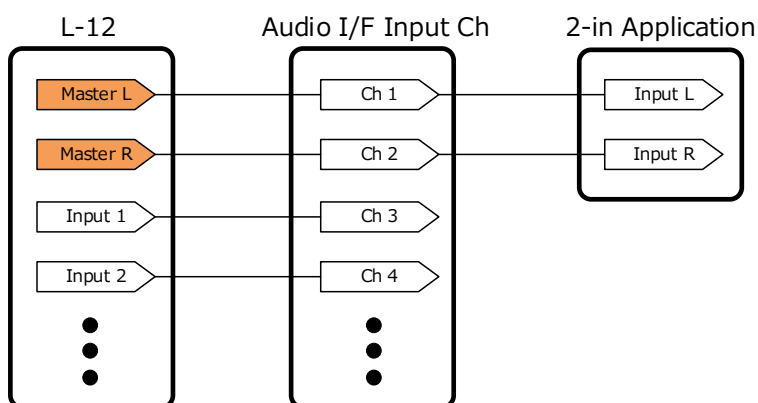 L-12
Audio I/F Input Ch
2-in Application
Master L
Ch 1
Input L
Master R
Ch 2
Input R
Input 1
Ch 3
Input 2
Ch 4